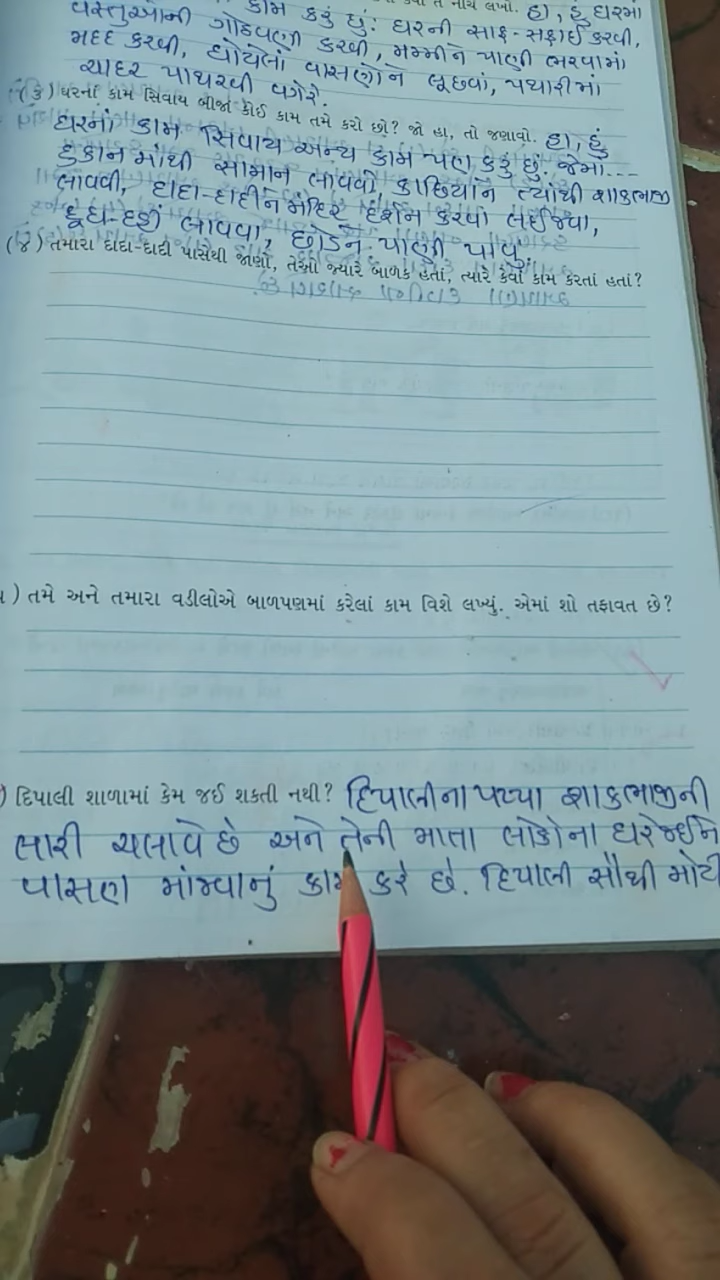 કામ કરું છું: ઘરની સાફ-સફાઈ કરવી,
તે નીચે લખો. હા, હું ઘરમાં
વસ્તુઓની ગોઠવણી કરવી, મમ્મીને પાણી ભરવામાં
મદદ કરવી, ધોયેલાં વાસણોને લૂછવાં, પથારીમાં
ચાદર પાથરવી વગેરે.
(ક) ઘરનાં કામ સિવાય બીજાં કોઈ કામ તમે કરો છો? જો હા, તો જણાવો. હા, હું
ઘરનાં કામ સિવાય અન્ય કામ પણ કરું છું. જેમાં...
દુકાનમાંથી સામાન લાવવો, કાછિયાને ત્યાંથી શાકભાજી
લાવવી, દાદા-દાદીને મંદિર દર્શન કરવા લઈજવા,
દૂધ-દહીં લાવવા, છોડને પાણી પાવું.
(૪) તમારા દાદા-દાદી પાસેથી જાણો, તેઓ જ્યારે બાળક હતાં, ત્યારે કેવાં કામ કરતાં હતાં?
) તમે અને તમારા વડીલોએ બાળપણમાં કરેલાં કામ વિશે લખ્યું. એમાં શો તફાવત છે?
) દિપાલી શાળામાં કેમ જઈ શકતી નથી? દિપાલીના પપ્પા શાકભાજીની
લારી ચલાવે છે અને તેની માતા લોકોના ઘરેજઈને
વાસણ માંજવાનું કામ કરે છે. દિપાલી સૌથી મોટી